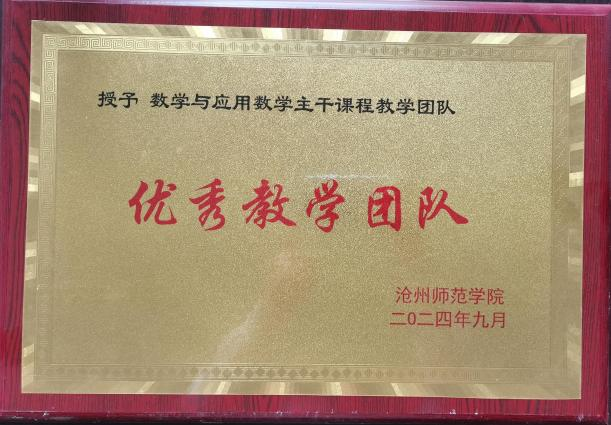 授予 数学与应用数学主干课程教学团队
优秀教学团队
沧州师范学院
二〇二四年九月